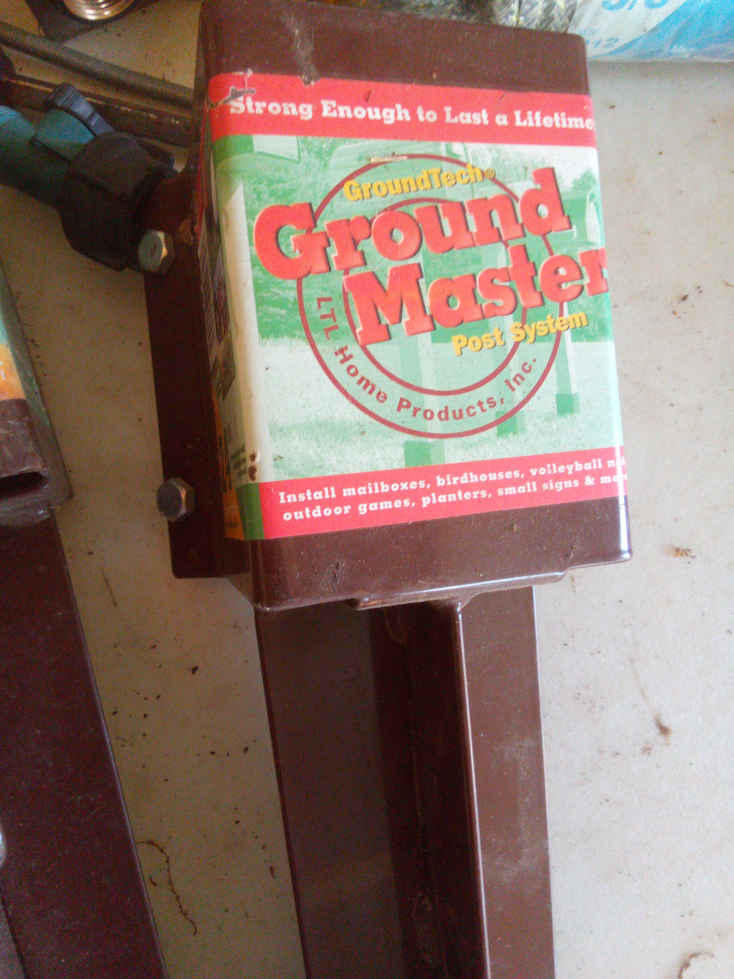 Strong Enough to Last a Lifetime
GroundTech®
Ground
Master
Post System
LTL Home Products, Inc.
Install mailboxes, birdhouses, volleyball
outdoor games, planters, small signs &